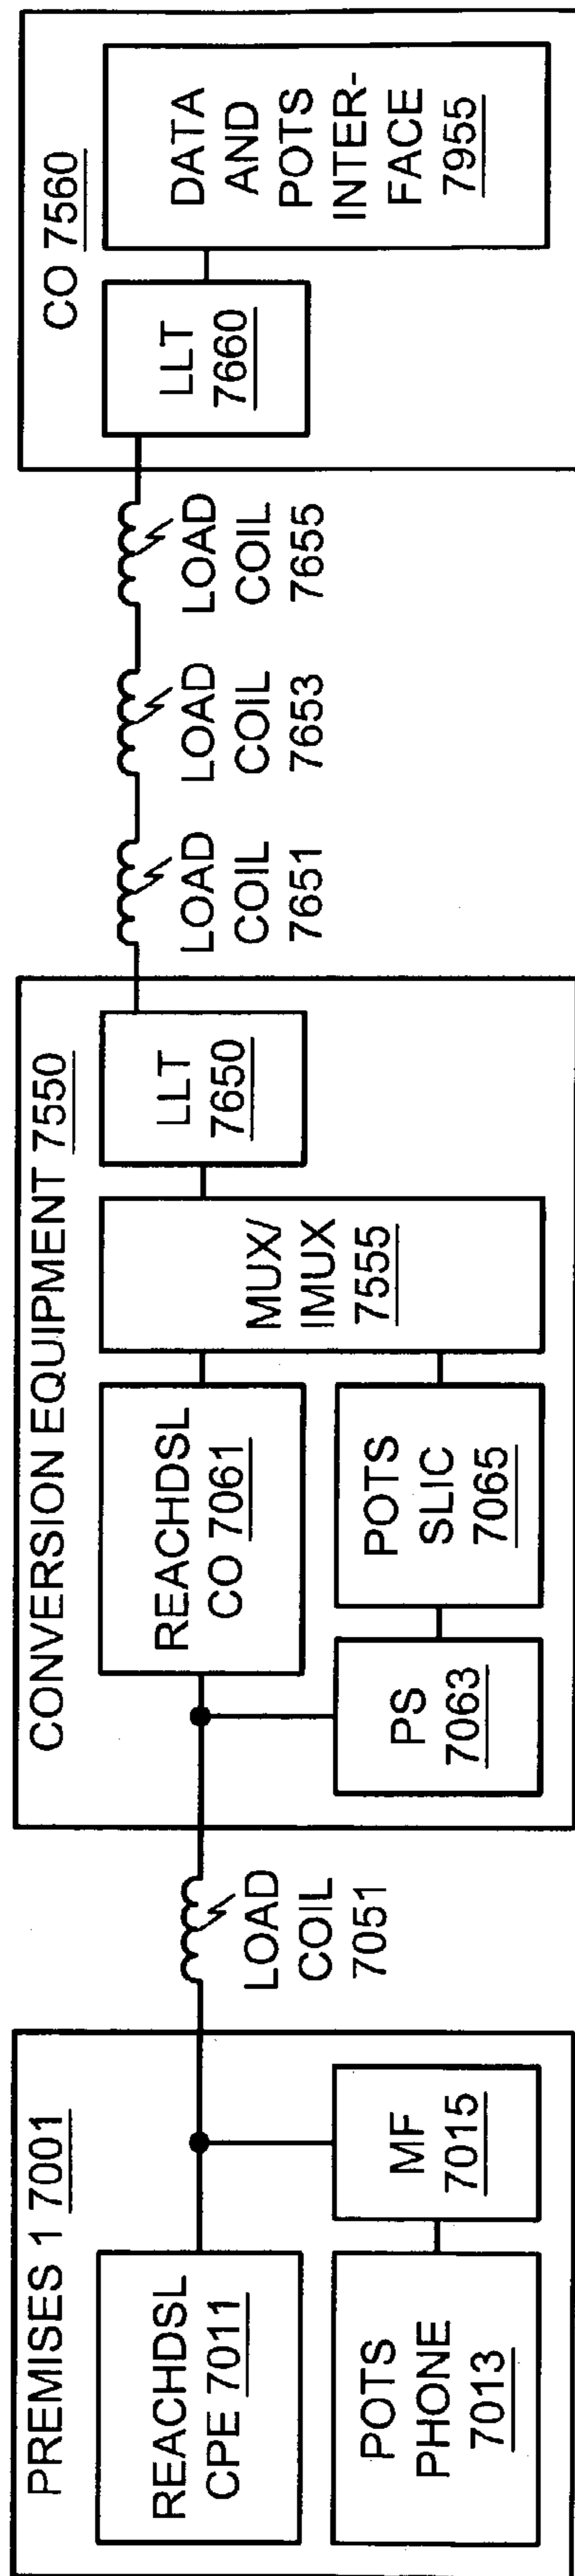 PREMISES 1 7001
REACHDSL
CPE 7011
POTS
PHONE
7013
MF
7015
LOAD
COIL
7051
CONVERSION EQUIPMENT 7550
REACHDSL
CO 7061
PS
7063
POTS
SLIC
7065
MUX/
IMUX
7555
LLT
7650
LOAD
COIL
7651
LOAD
COIL
7653
LOAD
COIL
7655
CO 7560
LLT
7660
DATA
AND
POTS
INTER-
FACE
7955